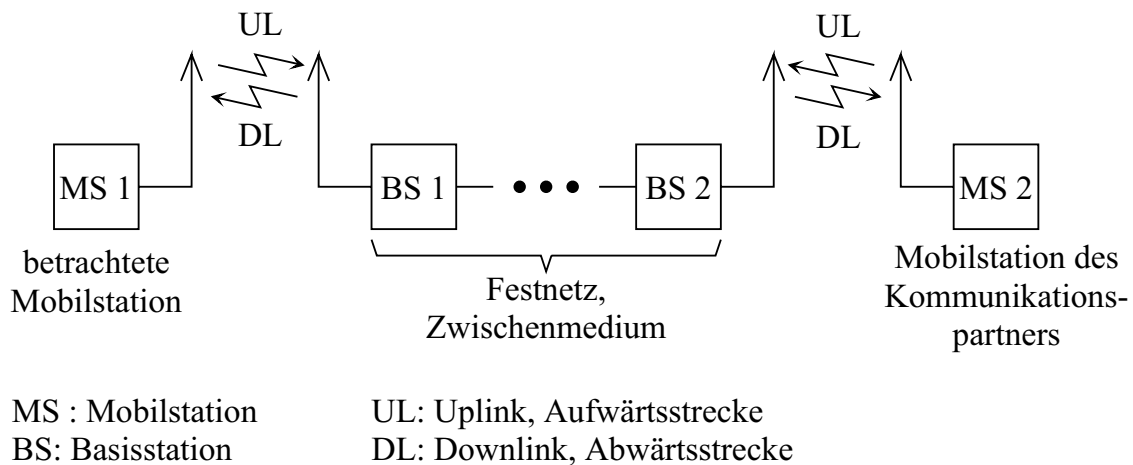 UL
UL
DL
DL
MS 1
BS 1
BS 2
MS 2
betrachtete
Mobilstation
Festnetz,
Zwischenmedium
Mobilstation des
Kommunikations-
partners
MS : Mobilstation
UL: Uplink, Aufwärtsstrecke
BS: Basisstation
DL: Downlink, Abwärtsstrecke